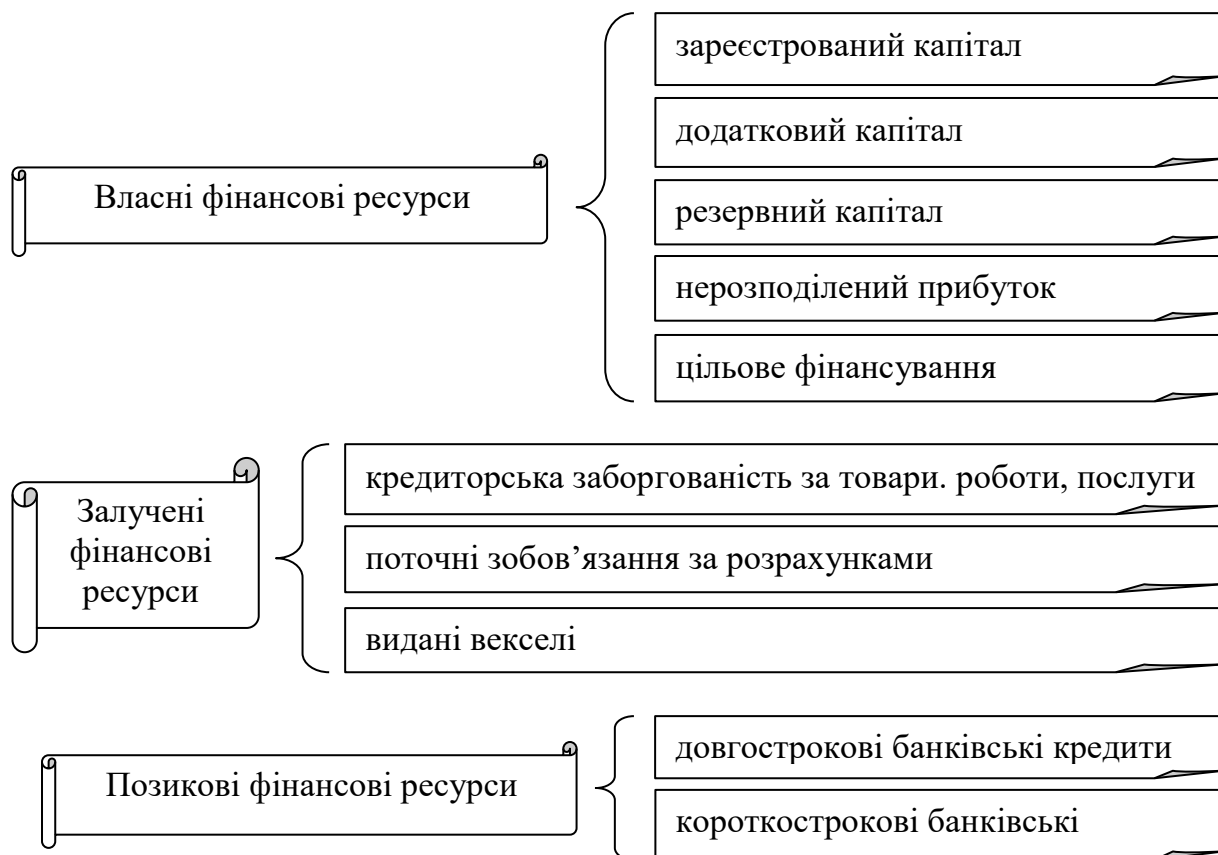 Власні фінансові ресурси
зареєстрований капітал
додатковий капітал
резервний капітал
нерозподілений прибуток
цільове фінансування
Залучені
фінансові
ресурси
кредиторська заборгованість за товари. роботи, послуги
поточні зобов’язання за розрахунками
видані векселі
Позикові фінансові ресурси
довгострокові банківські кредити
короткострокові банківські